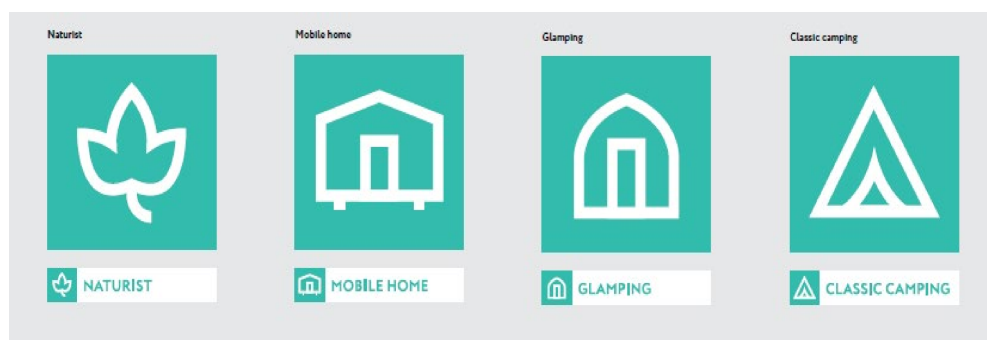 Naturist
Mobile home
Glamping
Classic camping
NATURIST
MOBILE HOME
GLAMPING
CLASSIC CAMPING